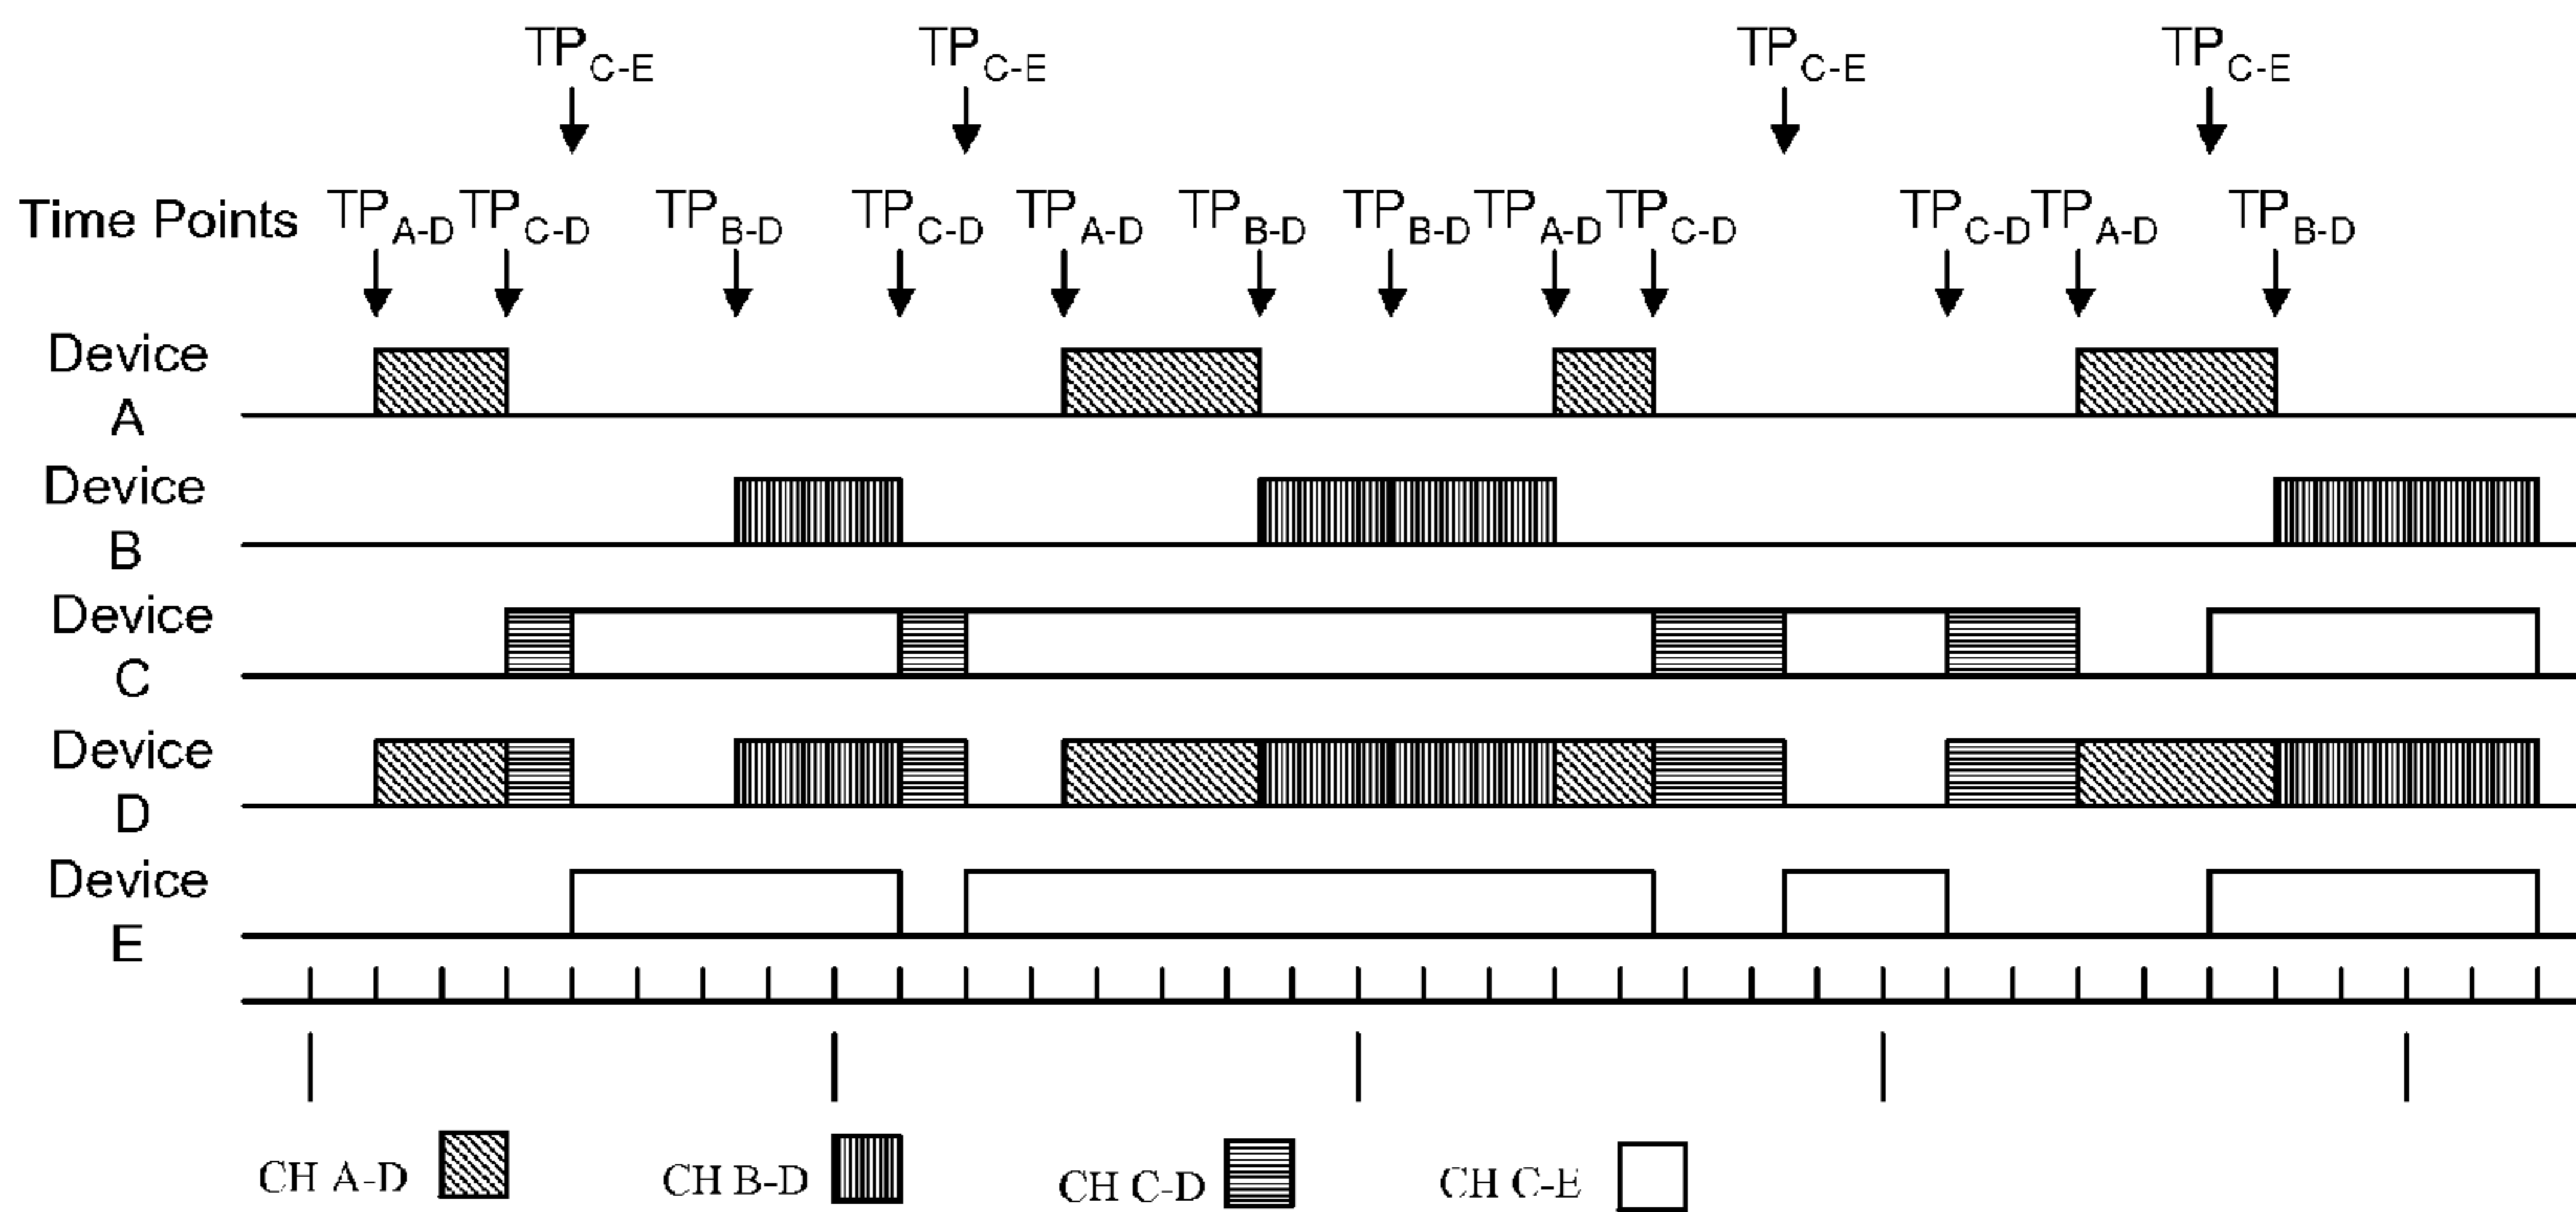 TPC-E TPC-E TPC-E TPC-E
Time Points TPA-D TPC-D TPB-D TPC-D TPA-D TPB-D TPB-D TPA-D TPC-D TPC-D TPA-D TPB-D
Device
A
Device
B
Device
C
Device
D
Device
E
CH A-D CH B-D CH C-D CH C-E